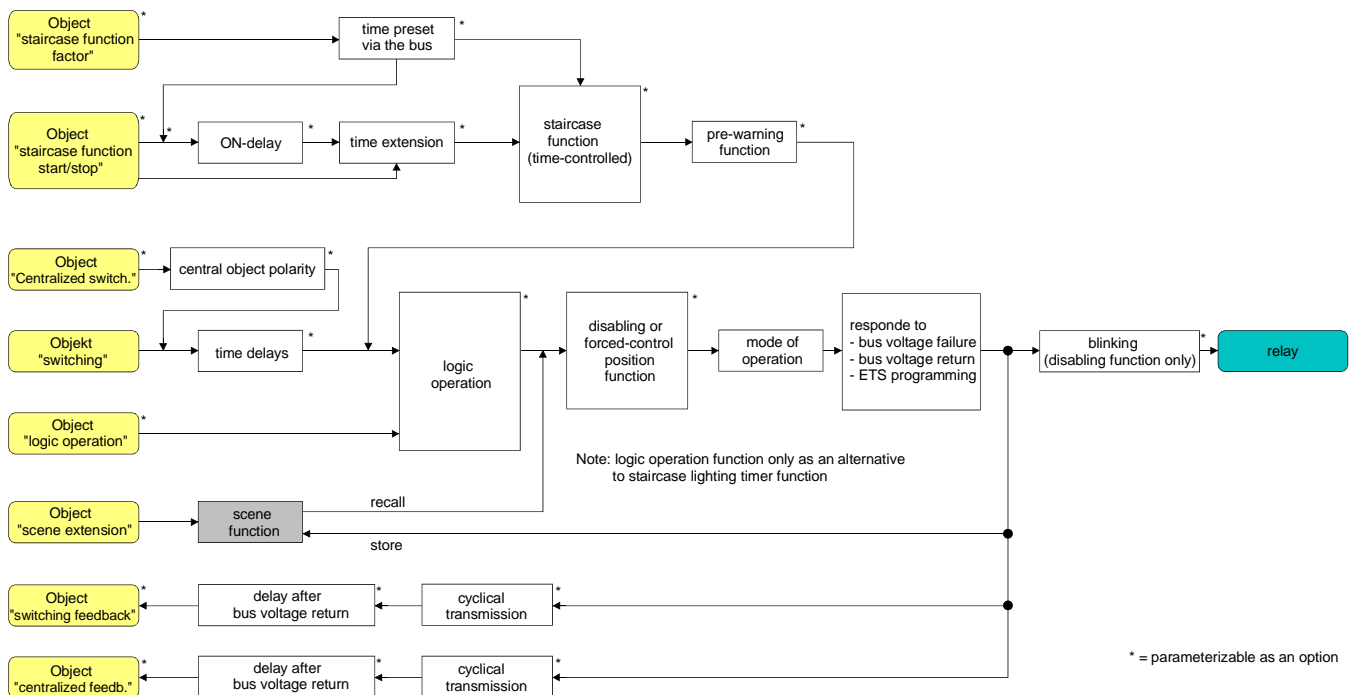 Object
"staircase function
factor"
*
time preset
via the bus
*
Object
"staircase function
start/stop"
*
*
ON-delay
*
time extension
*
staircase
function
(time-controlled)
*
pre-warning
function
*
Object
"Centralized switch."
*
central object polarity
*
Objekt
"switching"
time delays
*
logic
operation
*
disabling or
forced-control
position
function
*
mode of
operation
responde to
- bus voltage failure
- bus voltage return
- ETS programming
blinking
(disabling function only)
*
relay
Object
"logic operation"
*
Note: logic operation function only as an alternative
to staircase lighting timer function
Object
"scene extension"
scene
function
recall
store
Object
"switching feedback"
*
delay after
bus voltage return
*
cyclical
transmission
*
Object
"centralized feedb."
*
delay after
bus voltage return
*
cyclical
transmission
*
* = parameterizable as an option